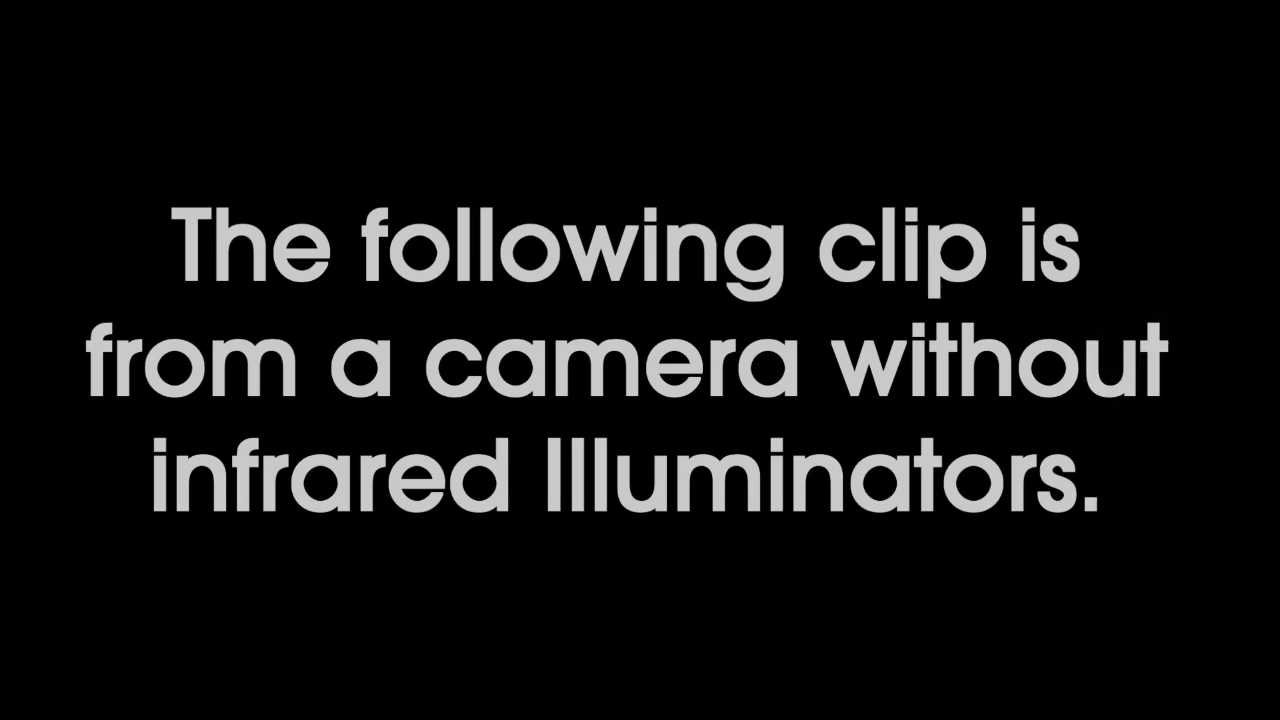 The following clip is
from a camera without
infrared Illuminators.